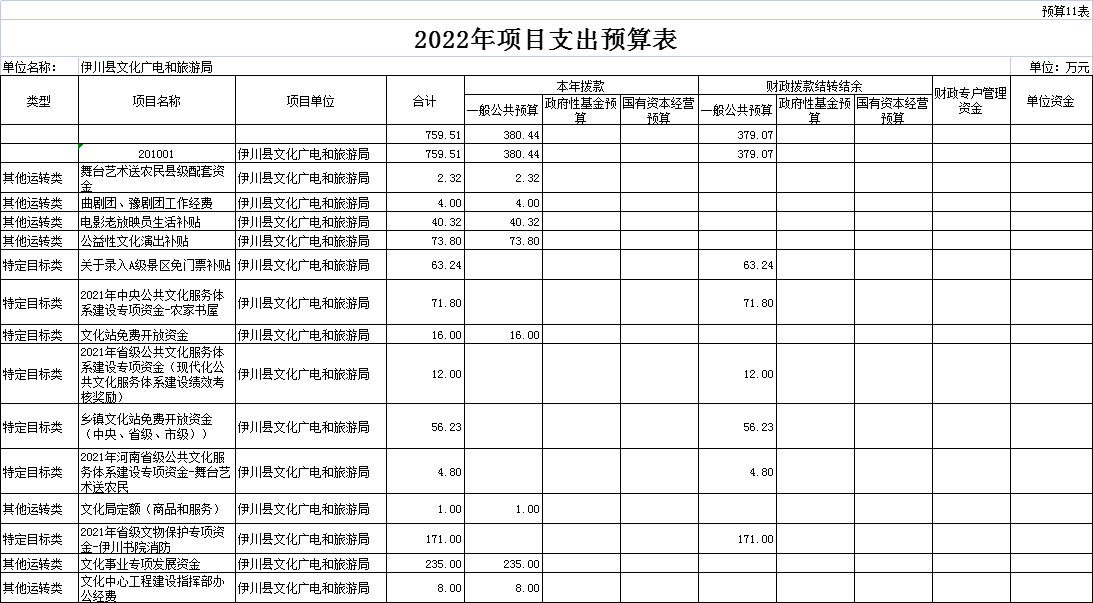 预算11表
2022年项目支出预算表
单位名称： 伊川县文化广电和旅游局 单位：万元
类型 项目名称 项目单位 合计 本年拨款 财政拨款结转结余 财政专户管理资金 单位资金
一般公共预算 政府性基金预算 国有资本经营预算 一般公共预算 政府性基金预算 国有资本经营预算
759.51 380.44 379.07
201001 伊川县文化广电和旅游局 759.51 380.44 379.07
其他运转类 舞台艺术送农民县级配套资金 伊川县文化广电和旅游局 2.32 2.32
其他运转类 曲剧团、豫剧团工作经费 伊川县文化广电和旅游局 4.00 4.00
其他运转类 电影老放映员生活补贴 伊川县文化广电和旅游局 40.32 40.32
其他运转类 公益性文化演出补贴 伊川县文化广电和旅游局 73.80 73.80
特定目标类 关于录入A级景区免门票补贴 伊川县文化广电和旅游局 63.24 63.24
特定目标类 2021年中央公共文化服务体系建设专项资金-农家书屋 伊川县文化广电和旅游局 71.80 71.80
特定目标类 文化站免费开放资金 伊川县文化广电和旅游局 16.00 16.00
特定目标类 2021年省级公共文化服务体系建设专项资金（现代化公共文化服务体系建设绩效考核奖励） 伊川县文化广电和旅游局 12.00 12.00
特定目标类 乡镇文化站免费开放资金（中央、省级、市级）） 伊川县文化广电和旅游局 56.23 56.23
特定目标类 2021年河南省级公共文化服务体系建设专项资金-舞台艺术送农民 伊川县文化广电和旅游局 4.80 4.80
其他运转类 文化局定额（商品和服务） 伊川县文化广电和旅游局 1.00 1.00
特定目标类 2021年省级文物保护专项资金-伊川书院消防 伊川县文化广电和旅游局 171.00 171.00
其他运转类 文化事业专项发展资金 伊川县文化广电和旅游局 235.00 235.00
其他运转类 文化中心工程建设指挥部办公经费 伊川县文化广电和旅游局 8.00 8.00